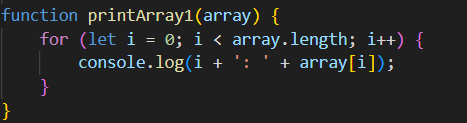 function printArray1(array) {
    for (let i = 0; i < array.length; i++) {
        console.log(i + ': ' + array[i]);
    }
}